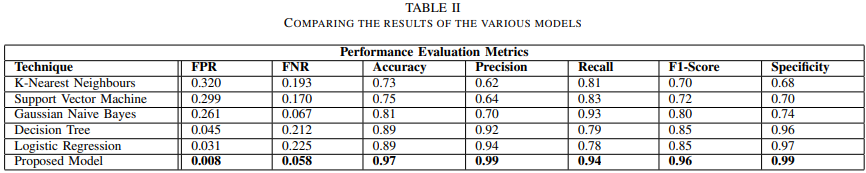 TABLE II
COMPARING THE RESULTS OF THE VARIOUS MODELS
Performance Evaluation Metrics
Technique FPR FNR Accuracy Precision Recall F1-Score Specificity
K-Nearest Neighbours 0.320 0.193 0.73 0.62 0.81 0.70 0.68
Support Vector Machine 0.299 0.170 0.75 0.64 0.83 0.72 0.70
Gaussian Naive Bayes 0.261 0.067 0.81 0.70 0.93 0.80 0.74
Decision Tree 0.045 0.212 0.89 0.92 0.79 0.85 0.96
Logistic Regression 0.031 0.225 0.89 0.94 0.78 0.85 0.97
Proposed Model 0.008 0.058 0.97 0.99 0.94 0.96 0.99